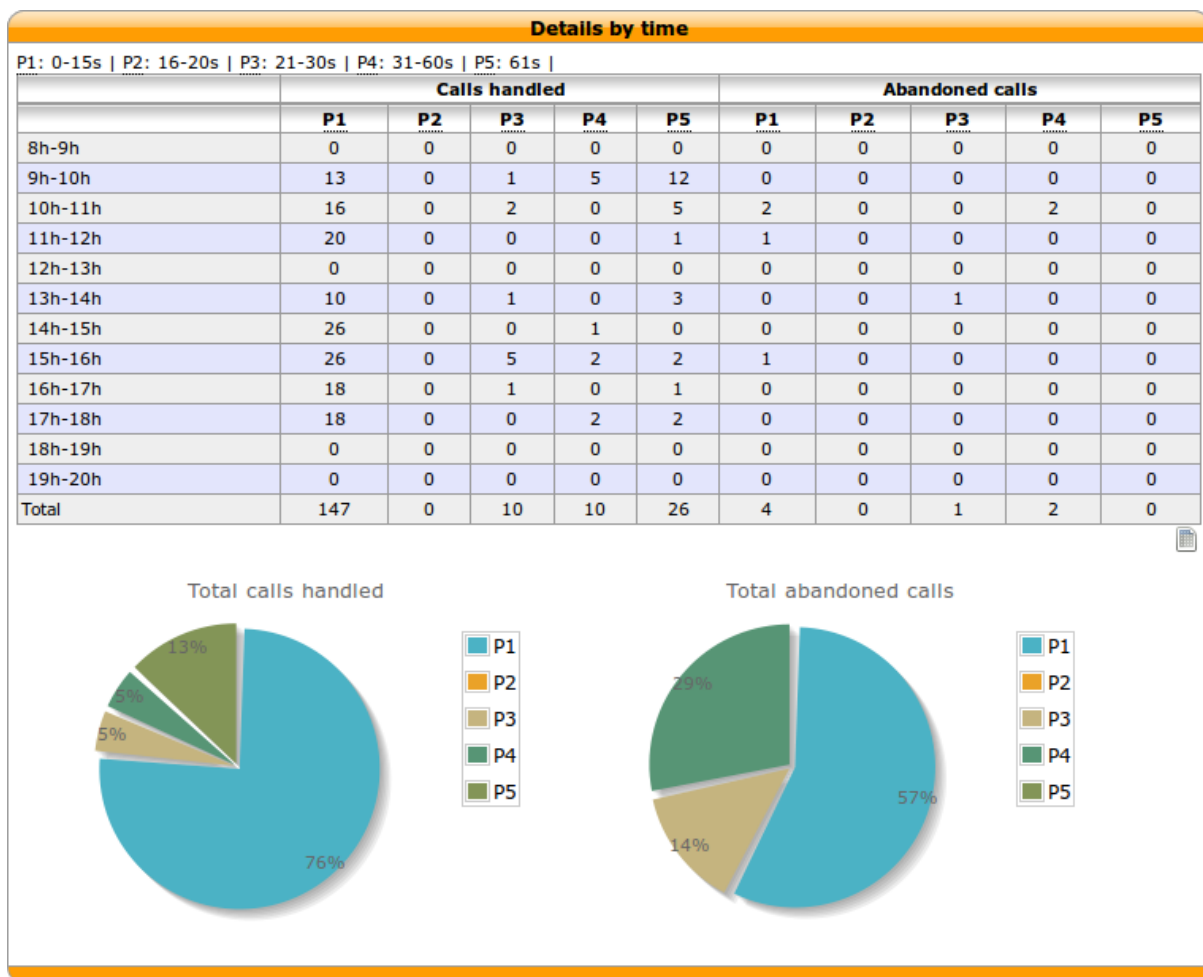 Details by time
P1: 0-15s | P2: 16-20s | P3: 21-30s | P4: 31-60s | P5: 61s |
Calls handled Abandoned calls
P1 P2 P3 P4 P5 P1 P2 P3 P4 P5
8h-9h 0 0 0 0 0 0 0 0 0 0
9h-10h 13 0 1 5 12 0 0 0 0 0
10h-11h 16 0 2 0 5 2 0 0 2 0
11h-12h 20 0 0 0 1 1 0 0 0 0
12h-13h 0 0 0 0 0 0 0 0 0 0
13h-14h 10 0 1 0 3 0 0 1 0 0
14h-15h 26 0 0 1 0 0 0 0 0 0
15h-16h 26 0 5 2 2 1 0 0 0 0
16h-17h 18 0 1 0 1 0 0 0 0 0
17h-18h 18 0 0 2 2 0 0 0 0 0
18h-19h 0 0 0 0 0 0 0 0 0 0
19h-20h 0 0 0 0 0 0 0 0 0 0
Total 147 0 10 10 26 4 0 1 2 0
Total calls handled
13%
5%
5%
76%
P1
P2
P3
P4
P5
Total abandoned calls
29%
57%
14%
P1
P2
P3
P4
P5